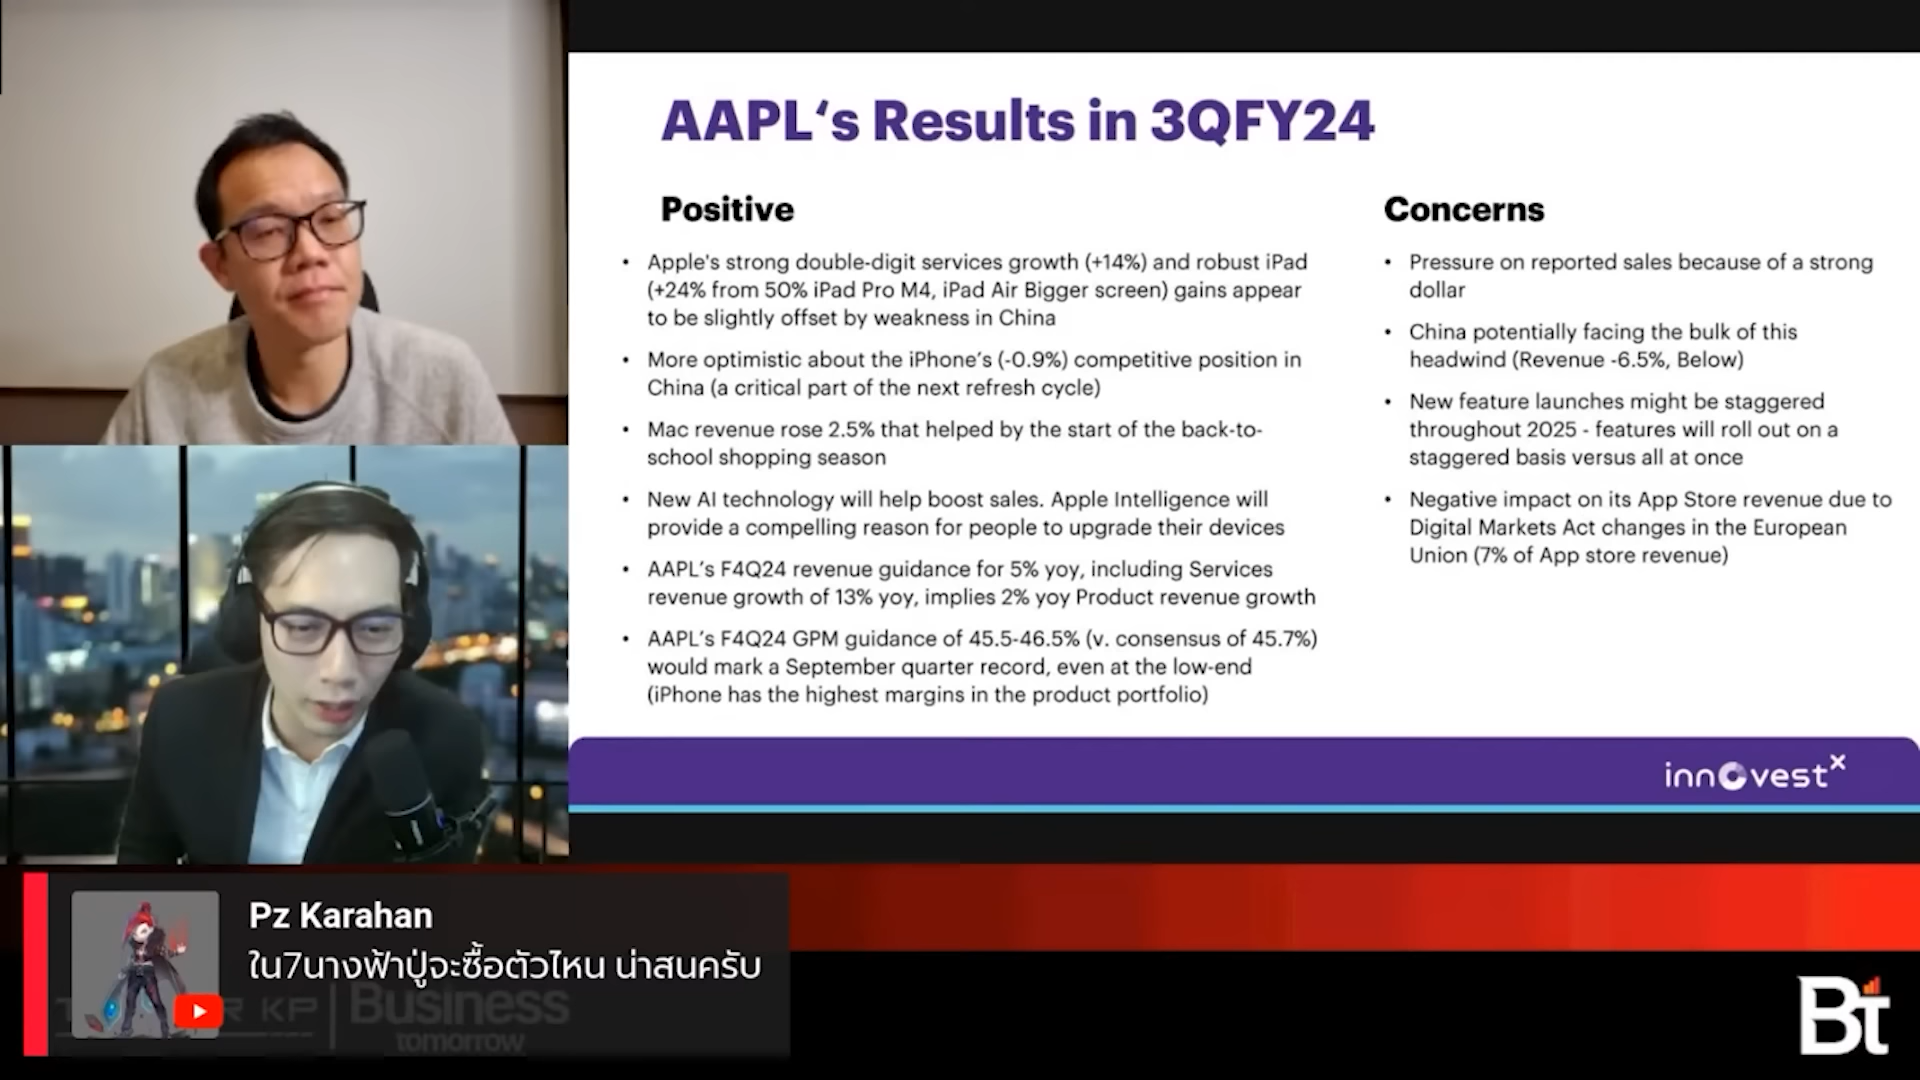 AAPL‘s Results in 3QFY24
Positive
• Apple's strong double-digit services growth (+14%) and robust iPad
(+24% from 50% iPad Pro M4, iPad Air Bigger screen) gains appear
to be slightly offset by weakness in China
• More optimistic about the iPhone’s (-0.9%) competitive position in
China (a critical part of the next refresh cycle)
• Mac revenue rose 2.5% that helped by the start of the back-to-
school shopping season
• New AI technology will help boost sales. Apple Intelligence will
provide a compelling reason for people to upgrade their devices
• AAPL’s F4Q24 revenue guidance for 5% yoy, including Services
revenue growth of 13% yoy, implies 2% yoy Product revenue growth
• AAPL’s F4Q24 GPM guidance of 45.5-46.5% (v. consensus of 45.7%)
would mark a September quarter record, even at the low-end
(iPhone has the highest margins in the product portfolio)
Concerns
• Pressure on reported sales because of a strong
dollar
• China potentially facing the bulk of this
headwind (Revenue -6.5%, Below)
• New feature launches might be staggered
throughout 2025 - features will roll out on a
staggered basis versus all at once
• Negative impact on its App Store revenue due to
Digital Markets Act changes in the European
Union (7% of App store revenue)
innovestx
Pz Karahan
ใน7นางฟ้าปู่จะซื้อตัวไหน น่าสนครับ
KP | Business
tomorrow
Bt